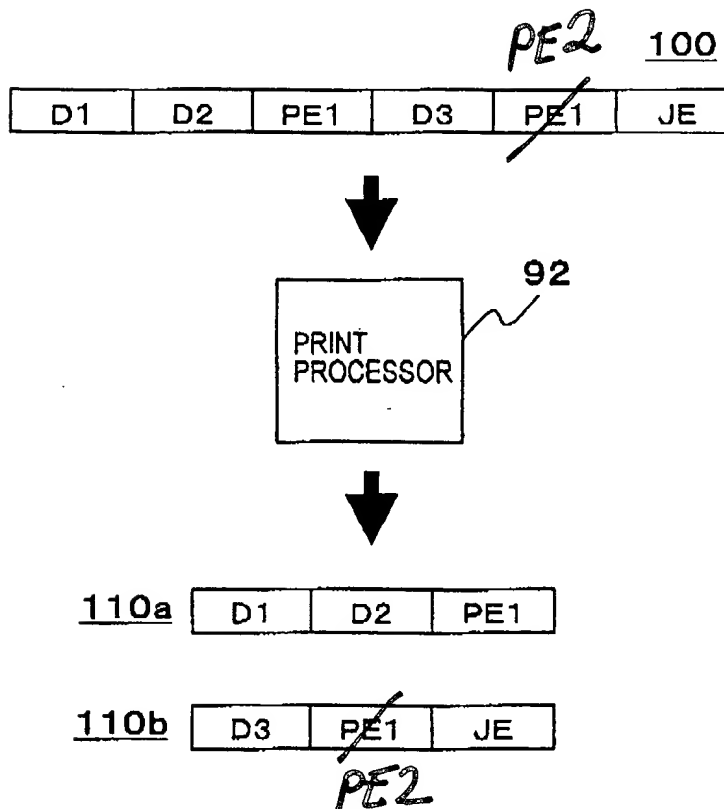 PE2 100
D1 D2 PE1 D3 PE1 JE
92
PRINT
PROCESSOR
110a D1 D2 PE1
110b D3 PE1 JE
PE2